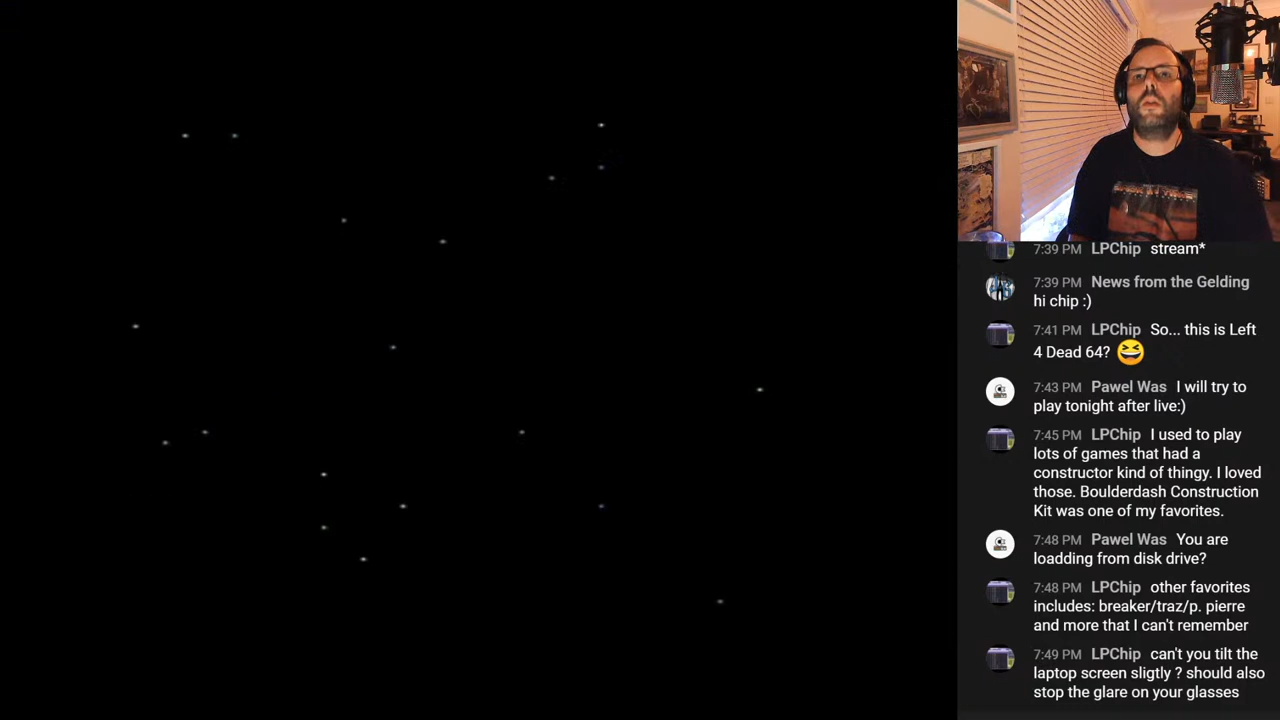 7:39 PM LPChip stream*
7:39 PM News from the Gelding
hi chip :)
7:41 PM LPChip So... this is Left
4 Dead 64? 😆
7:43 PM Pawel Was I will try to
play tonight after live:)
7:45 PM LPChip I used to play
lots of games that had a
constructor kind of thingy. I loved
those. Boulderdash Construction
Kit was one of my favorites.
7:48 PM Pawel Was You are
loadding from disk drive?
7:48 PM LPChip other favorites
includes: breaker/traz/p. pierre
and more that I can't remember
7:49 PM LPChip can't you tilt the
laptop screen sligtly ? should also
stop the glare on your glasses